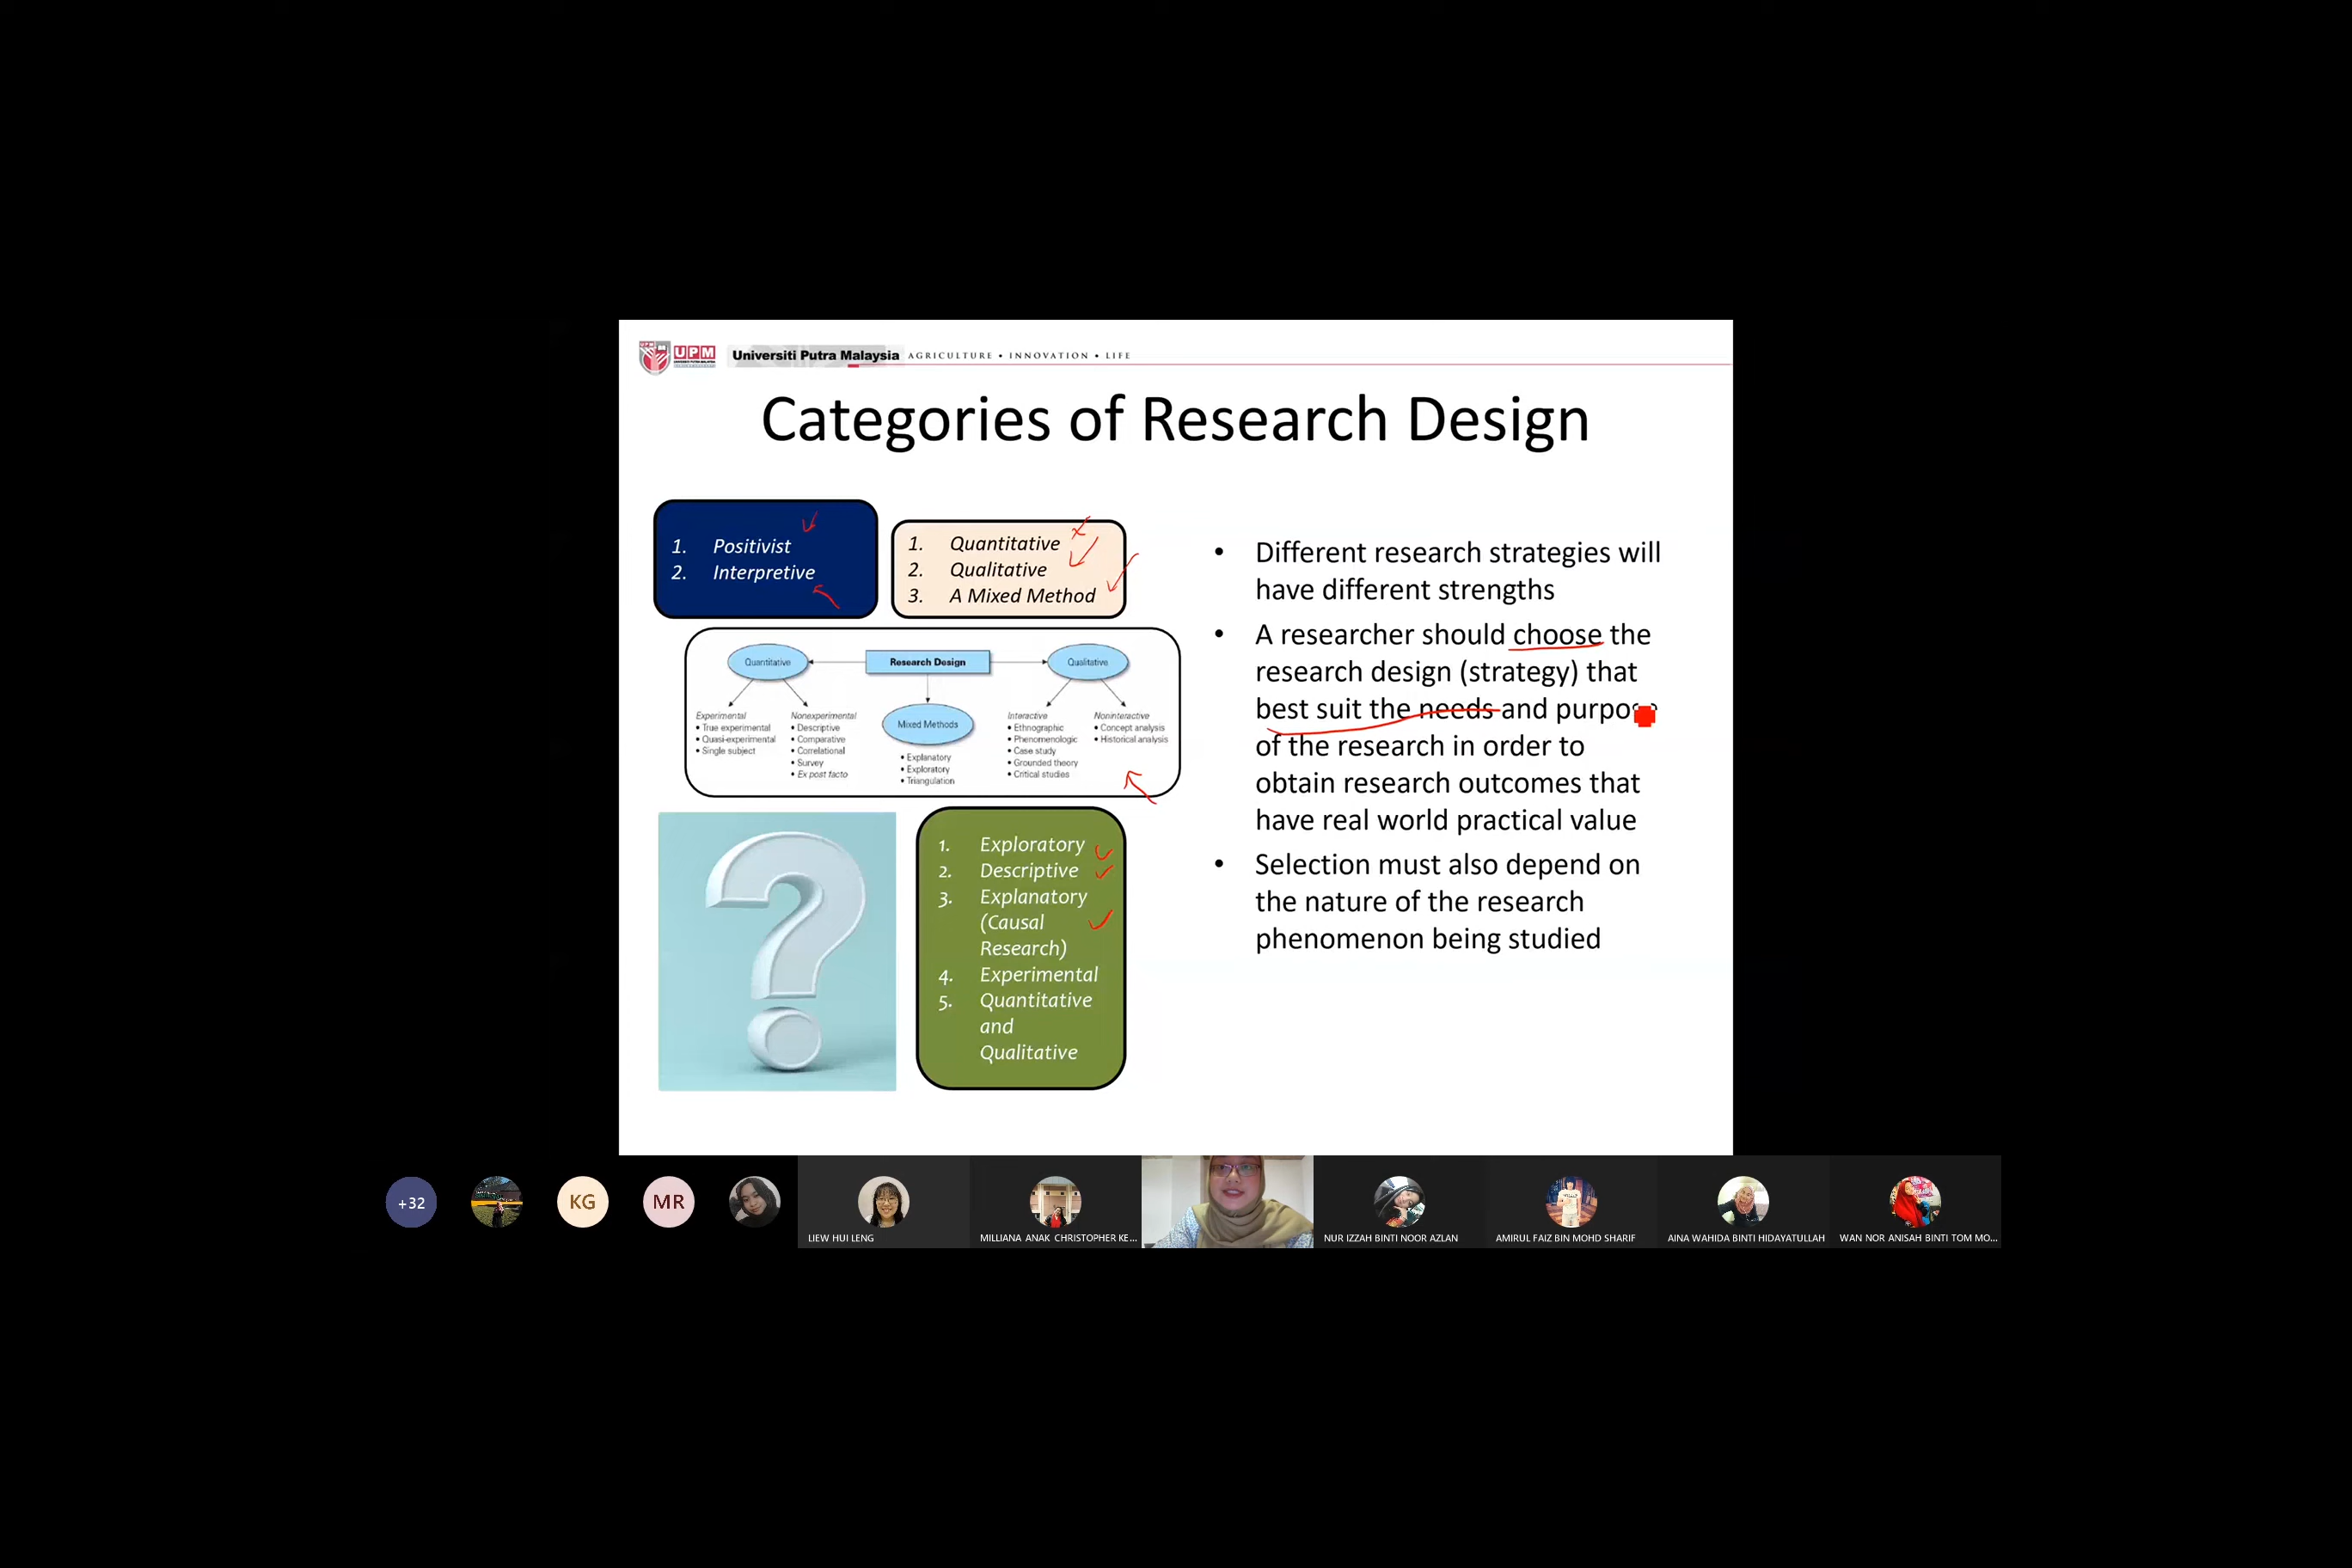 UPM
Universiti Putra Malaysia AGRICULTURE • INNOVATION • LIFE
Categories of Research Design
1. Positivist
2. Interpretive
1. Quantitative
2. Qualitative
3. A Mixed Method
Quantitative
Research Design
Qualitative
Mixed Methods
Experimental
• True experimental
• Quasi-experimental
• Single subject
Nonexperimental
• Descriptive
• Comparative
• Correlational
• Survey
• Ex post facto
• Explanatory
• Exploratory
• Triangulation
Interactive
• Ethnographic
• Phenomenologic
• Case study
• Grounded theory
• Critical studies
Noninteractive
• Concept analysis
• Historical analysis
1. Exploratory
2. Descriptive
3. Explanatory
(Causal
Research)
4. Experimental
5. Quantitative
and
Qualitative
• Different research strategies will
have different strengths
• A researcher should choose the
research design (strategy) that
best suit the needs and purpose
of the research in order to
obtain research outcomes that
have real world practical value
• Selection must also depend on
the nature of the research
phenomenon being studied
+32
KG
MR
LIEW HUI LENG
MILLIANA ANAK CHRISTOPHER KE...
NUR IZZAH BINTI NOOR AZLAN
AMIRUL FAIZ BIN MOHD SHARIF
AINA WAHIDA BINTI HIDAYATULLAH
WAN NOR ANISAH BINTI TOM MO...